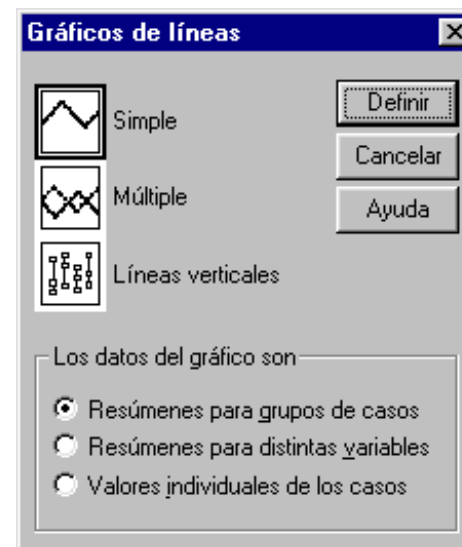 Gráficos de líneas
Simple
Múltiple
Líneas verticales
Definir
Cancelar
Ayuda
Los datos del gráfico son
Resúmenes para grupos de casos
Resúmenes para distintas variables
Valores individuales de los casos